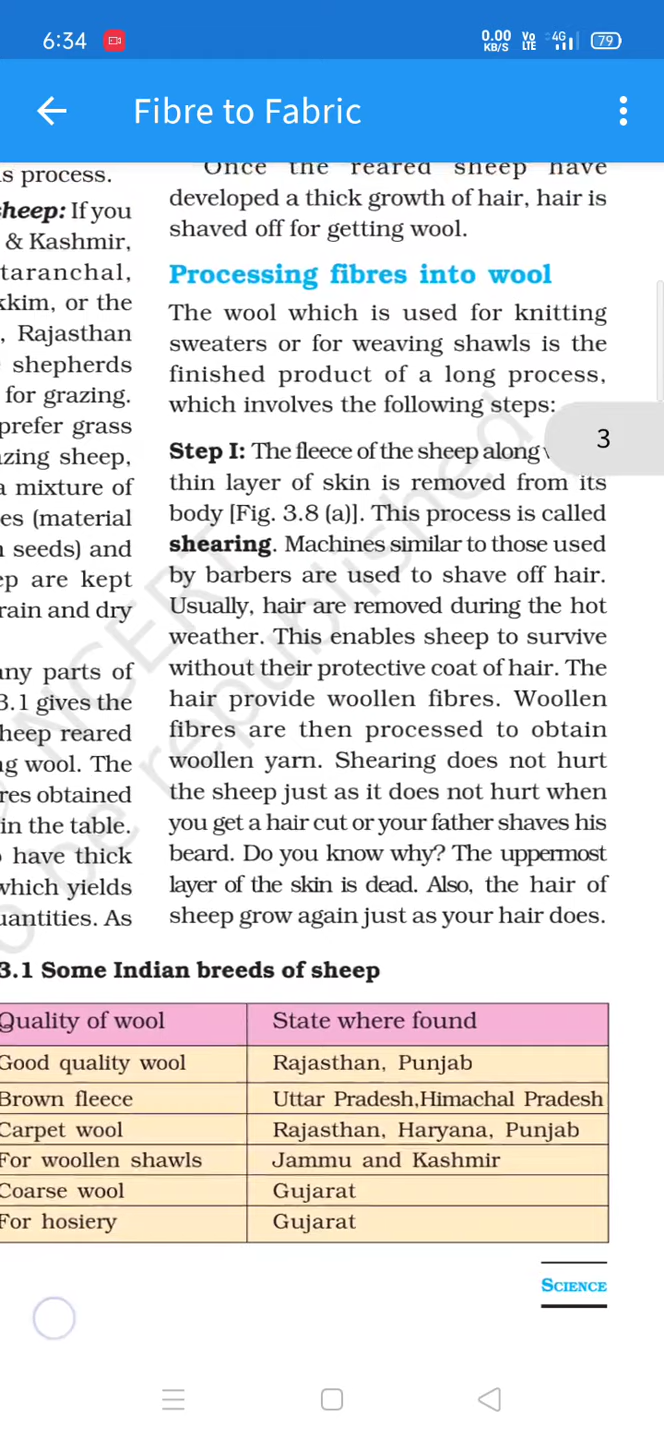 6:34
0.00 KB/S Vo LTE 4G 79
Fibre to Fabric
s process.
sheep: If you
& Kashmir,
taranchal,
kkim, or the
, Rajasthan
shepherds
for grazing.
prefer grass
azing sheep,
a mixture of
es (material
n seeds) and
ep are kept
rain and dry
any parts of
3.1 gives the
heep reared
ng wool. The
res obtained
in the table.
have thick
which yields
uantities. As
Once the reared sheep have
developed a thick growth of hair, hair is
shaved off for getting wool.
Processing fibres into wool
The wool which is used for knitting
sweaters or for weaving shawls is the
finished product of a long process,
which involves the following steps:
3
Step I: The fleece of the sheep along
thin layer of skin is removed from its
body [Fig. 3.8 (a)]. This process is called
shearing. Machines similar to those used
by barbers are used to shave off hair.
Usually, hair are removed during the hot
weather. This enables sheep to survive
without their protective coat of hair. The
hair provide woollen fibres. Woollen
fibres are then processed to obtain
woollen yarn. Shearing does not hurt
the sheep just as it does not hurt when
you get a hair cut or your father shaves his
beard. Do you know why? The uppermost
layer of the skin is dead. Also, the hair of
sheep grow again just as your hair does.
NCERT
be republished
3.1 Some Indian breeds of sheep
Quality of wool State where found
Good quality wool Rajasthan, Punjab
Brown fleece Uttar Pradesh,Himachal Pradesh
Carpet wool Rajasthan, Haryana, Punjab
For woollen shawls Jammu and Kashmir
Coarse wool Gujarat
For hosiery Gujarat
SCIENCE